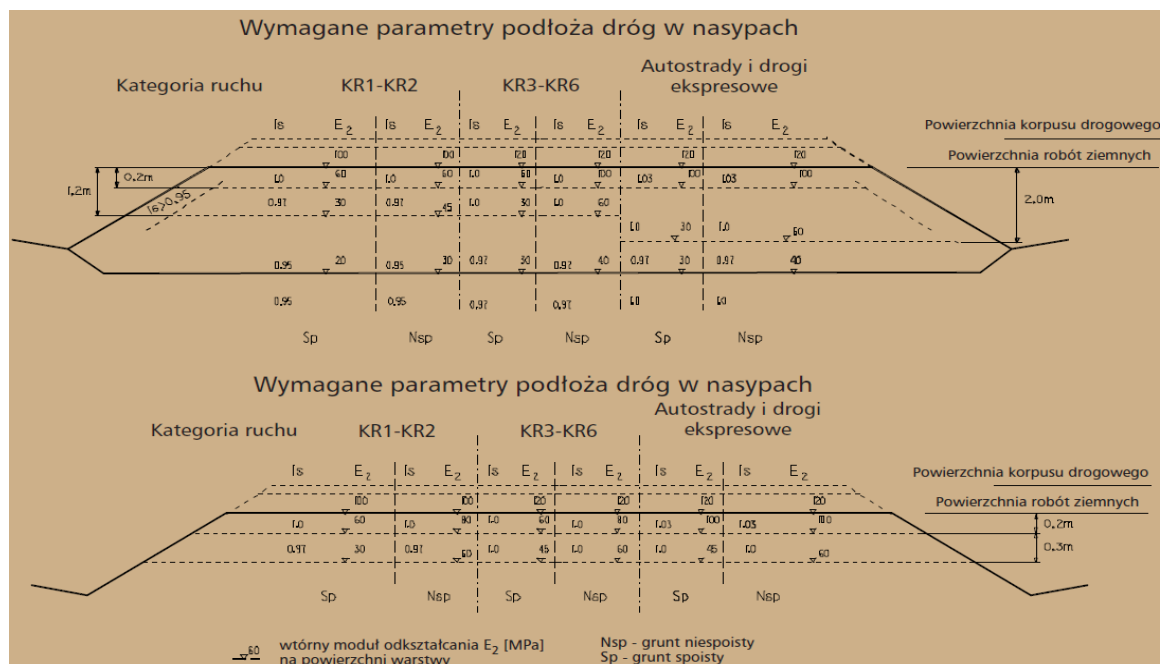 Wymagane parametry podłoża dróg w nasypach
Kategoria ruchu KR1-KR2 KR3-KR6 Autostrady i drogi ekspresowe
Is E2 Is E2 Is E2 Is E2 Is E2 Is E2
Powierzchnia korpusu drogowego
100 100 120 120 120 120
Powierzchnia robót ziemnych
0.2m
1.2m
1.0 60 1.0 60 1.0 60 1.0 100 1.03 100 1.03 100
Is>0.95
0.97 30 0.97 45 1.0 30 1.0 60
2.0m
1.0 30 1.0 60
0.95 20 0.95 30 0.97 30 0.97 40 0.97 30 0.97 40
0.95 0.95 0.97 0.97 1.0 1.0
Sp Nsp Sp Nsp Sp Nsp
Wymagane parametry podłoża dróg w nasypach
Kategoria ruchu KR1-KR2 KR3-KR6 Autostrady i drogi ekspresowe
Is E2 Is E2 Is E2 Is E2 Is E2 Is E2
Powierzchnia korpusu drogowego
100 100 120 120 120 120
Powierzchnia robót ziemnych
1.0 60 1.0 80 1.0 60 1.0 80 1.03 100 1.03 100
0.2m
0.97 30 0.97 60 1.0 45 1.0 60 1.0 45 1.0 60
0.3m
Sp Nsp Sp Nsp Sp Nsp
60 wtórny moduł odkształcania E2 [MPa]
na powierzchni warstwy
Nsp - grunt niespoisty
Sp - grunt spoisty